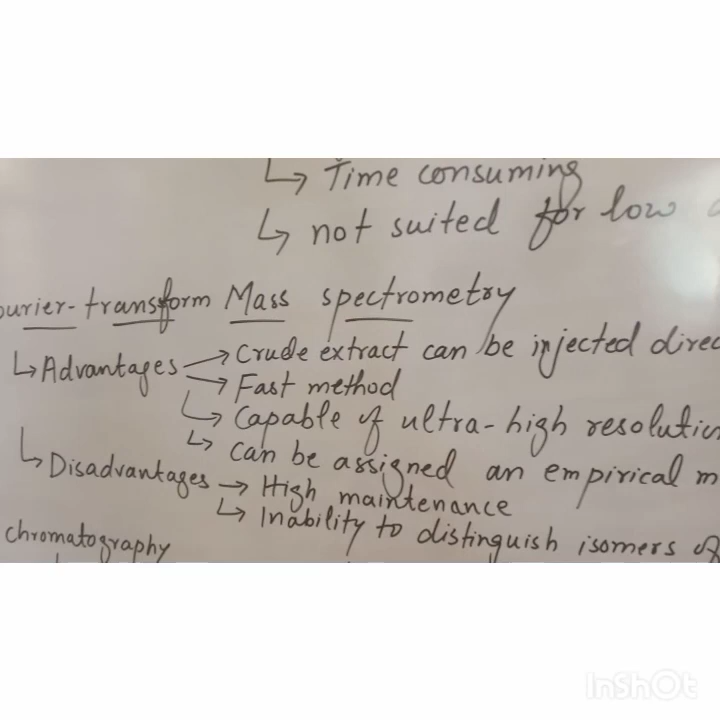 ↳ Time consuming
↳ not suited for low
ourier-transform Mass spectrometry
↳ Advantages → Crude extract can be injected direc
→ Fast method
↳ Capable of ultra-high resolution
↳ can be assigned an empirical m
↳ Disadvantages → High maintenance
↳ Inability to distinguish isomers of
chromatography
InShOt